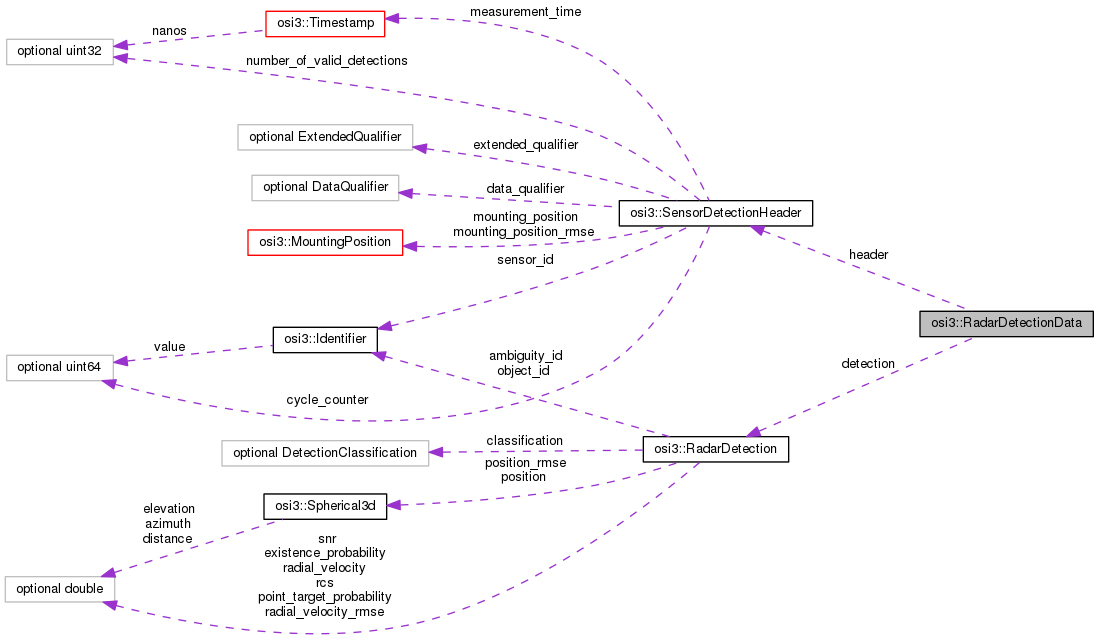 measurement_time
osi3::Timestamp
nanos
optional uint32
number_of_valid_detections
optional ExtendedQualifier
extended_qualifier
optional DataQualifier
data_qualifier
osi3::SensorDetectionHeader
mounting_position
mounting_position_rmse
osi3::MountingPosition
sensor_id
header
osi3::RadarDetectionData
osi3::Identifier
value
optional uint64
ambiguity_id
object_id
detection
cycle_counter
classification
optional DetectionClassification
osi3::RadarDetection
position_rmse
position
osi3::Spherical3d
elevation
azimuth
distance
snr
existence_probability
radial_velocity
rcs
point_target_probability
radial_velocity_rmse
optional double